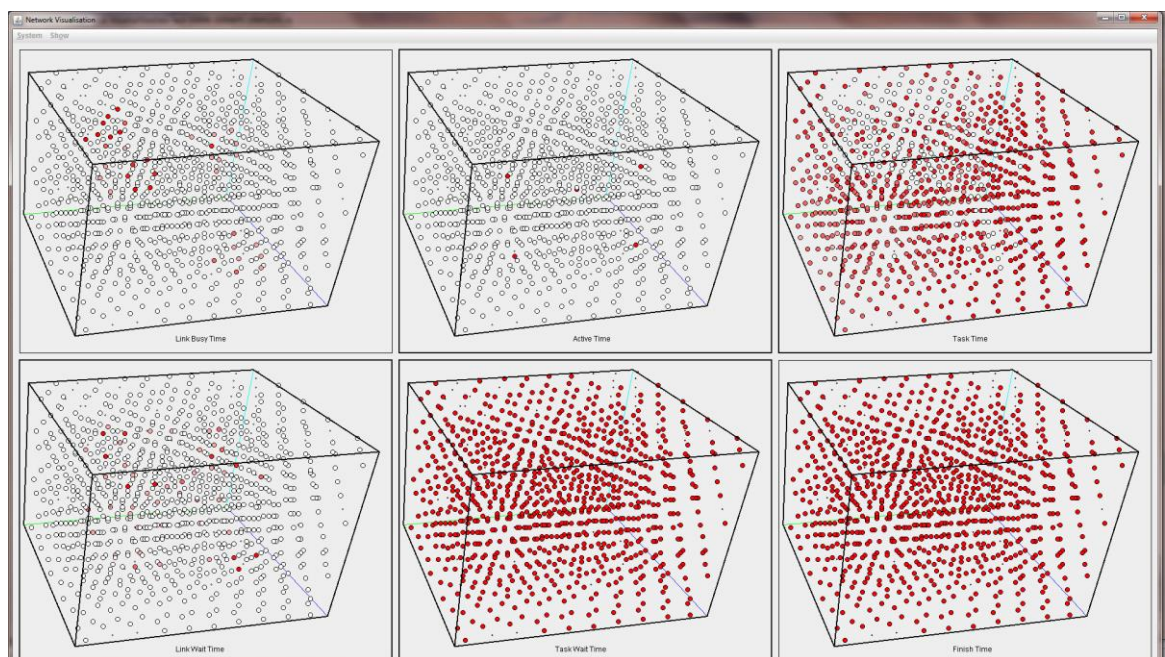 Network Visualisation
System Show
Link Busy Time
Active Time
Task Time
Link Wait Time
Task Wait Time
Finish Time